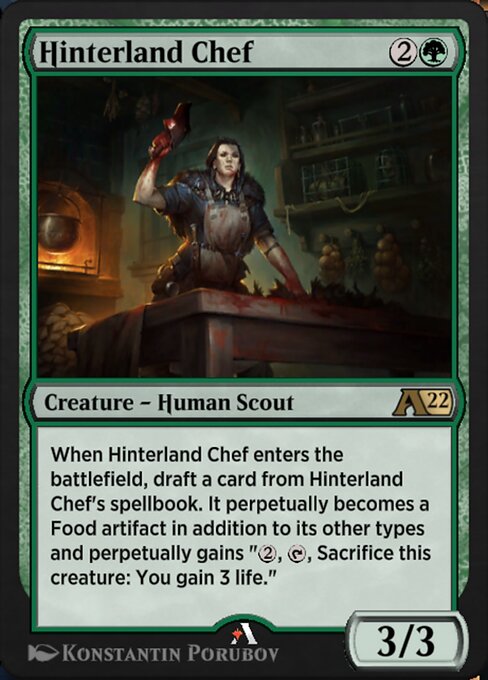 Hinterland Chef 2
Creature – Human Scout A22
When Hinterland Chef enters the
battlefield, draft a card from Hinterland
Chef's spellbook. It perpetually becomes a
Food artifact in addition to its other types
and perpetually gains "2, , Sacrifice this
creature: You gain 3 life."
3/3
Konstantin Porubov